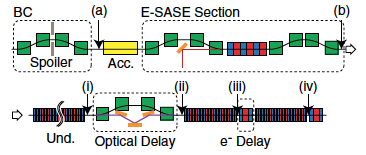 BC (a) E-SASE Section (b)
Spoiler Acc.
(i) (ii) (iii) (iv)
Und. Optical Delay e⁻ Delay